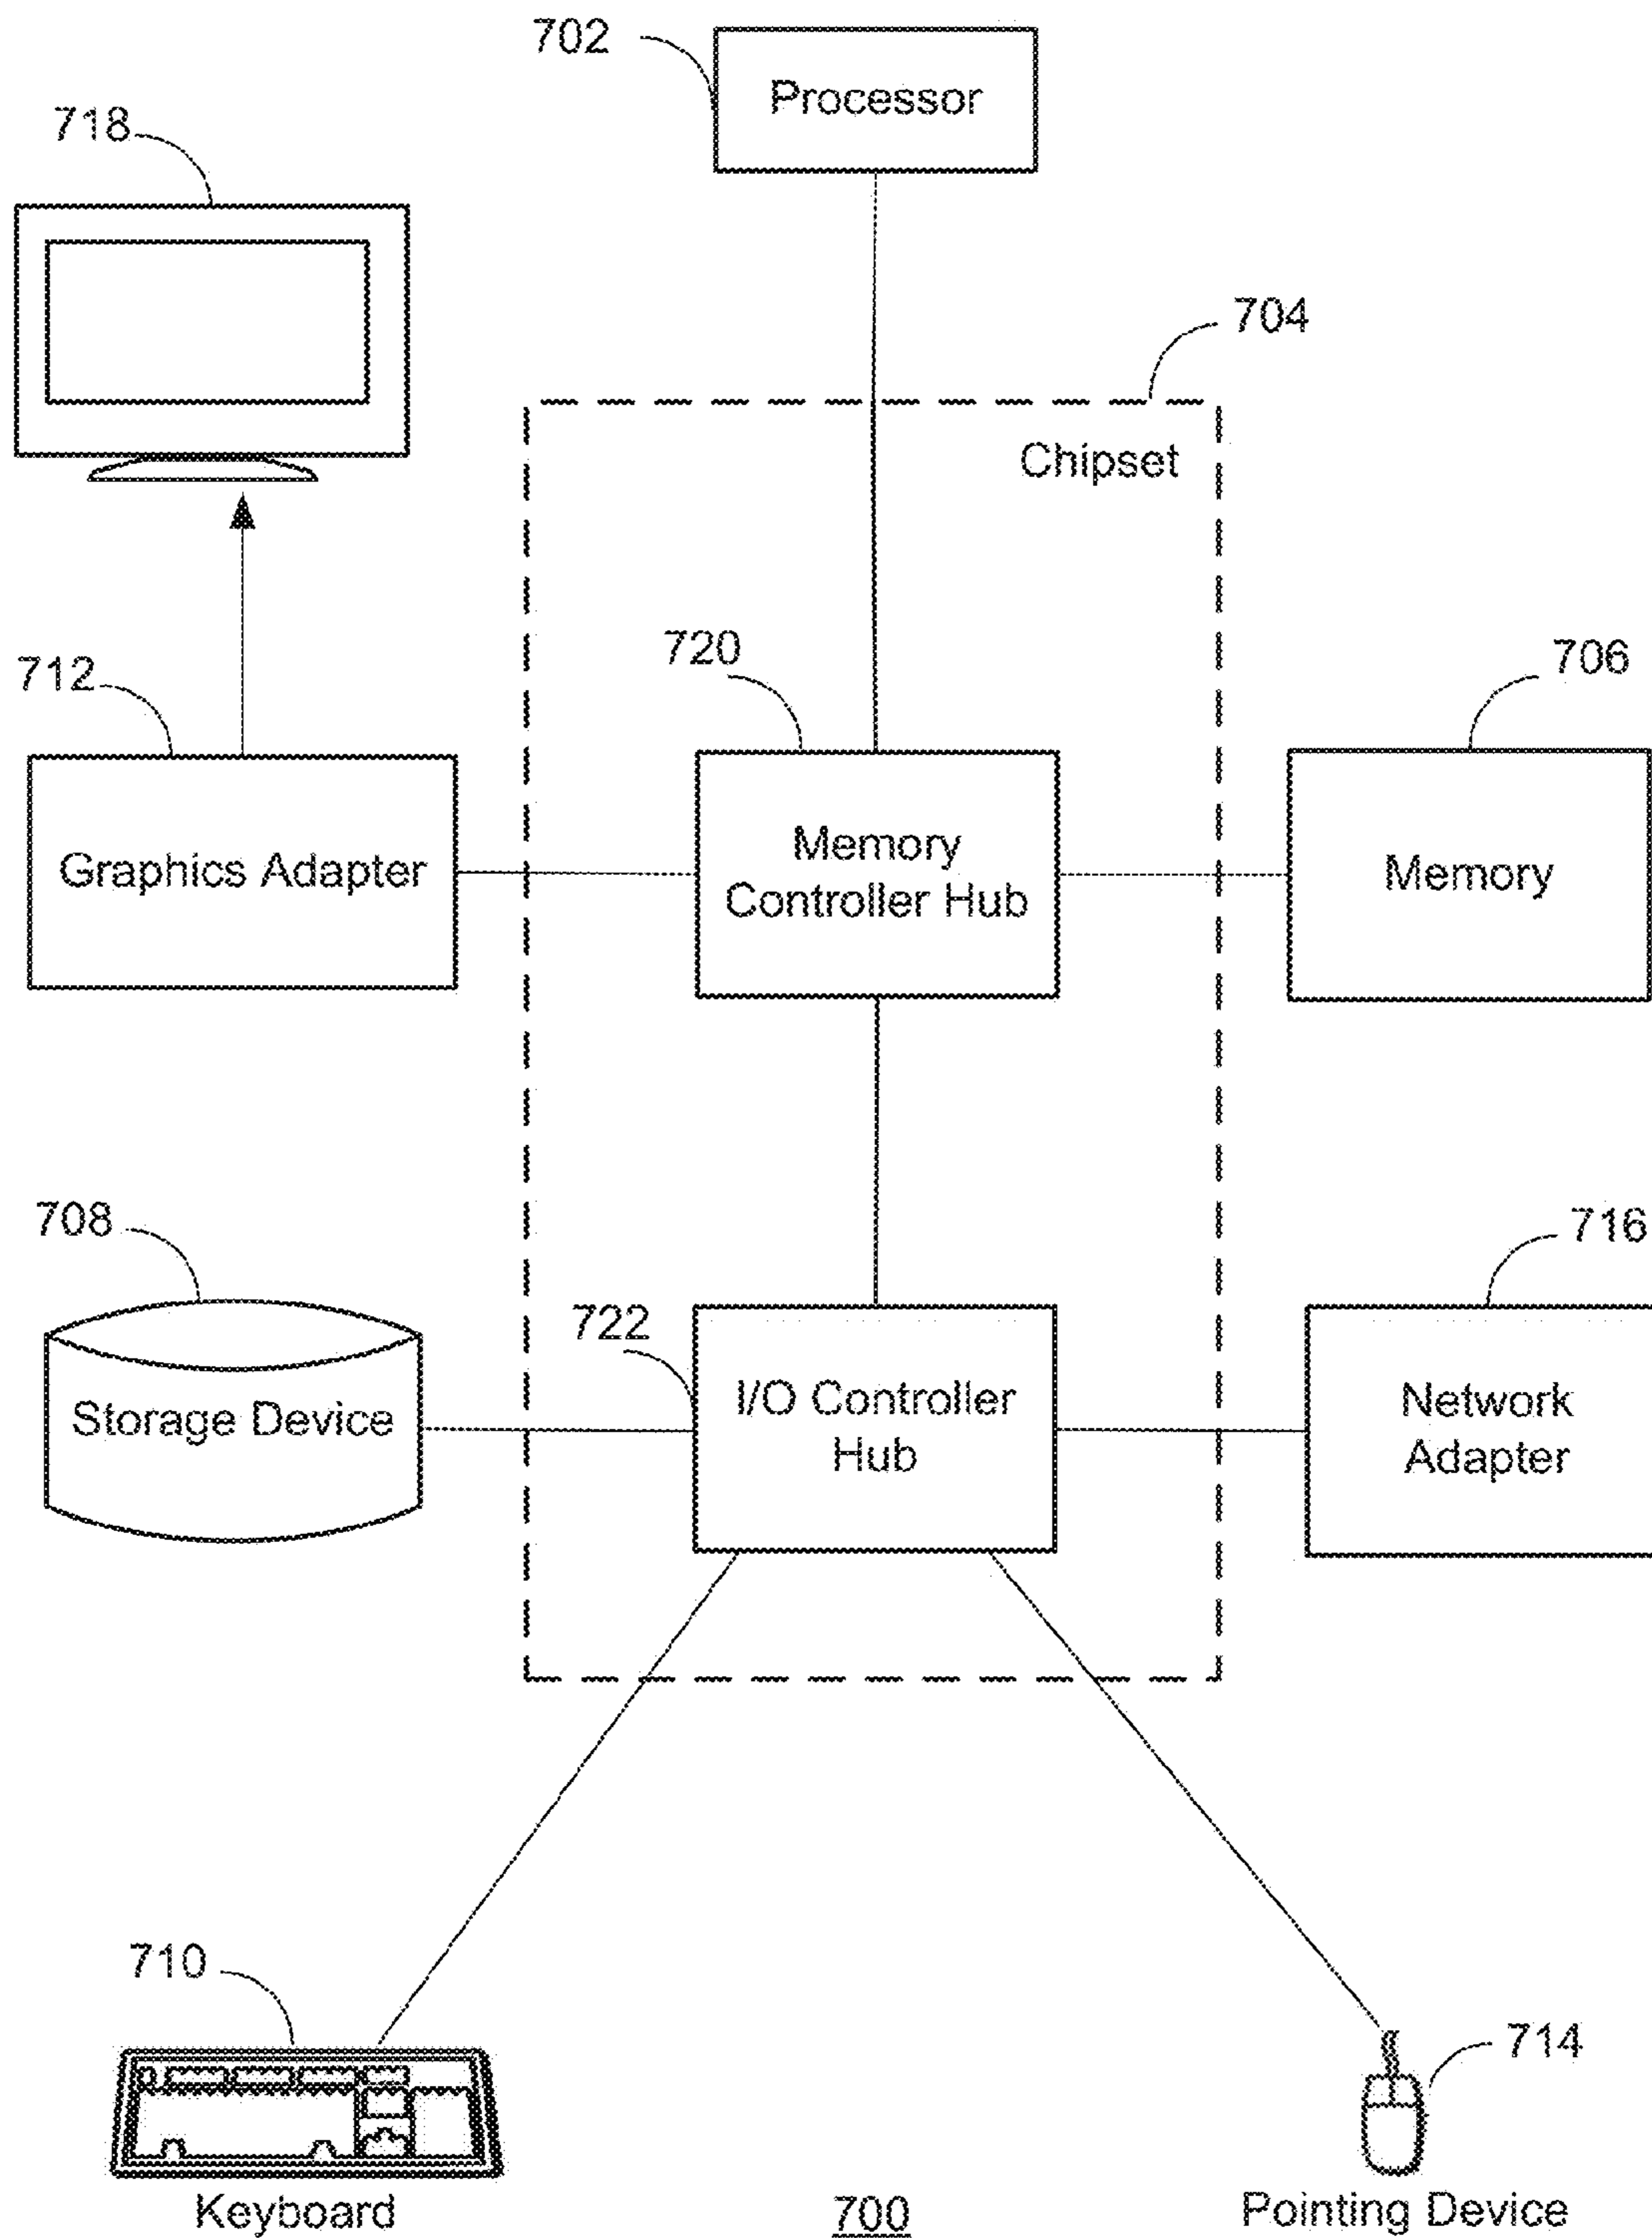 702
Processor
718
704
Chipset
712
720
706
Graphics Adapter
Memory
Controller Hub
Memory
708
722
716
Storage Device
I/O Controller
Hub
Network
Adapter
710
714
Keyboard
700
Pointing Device